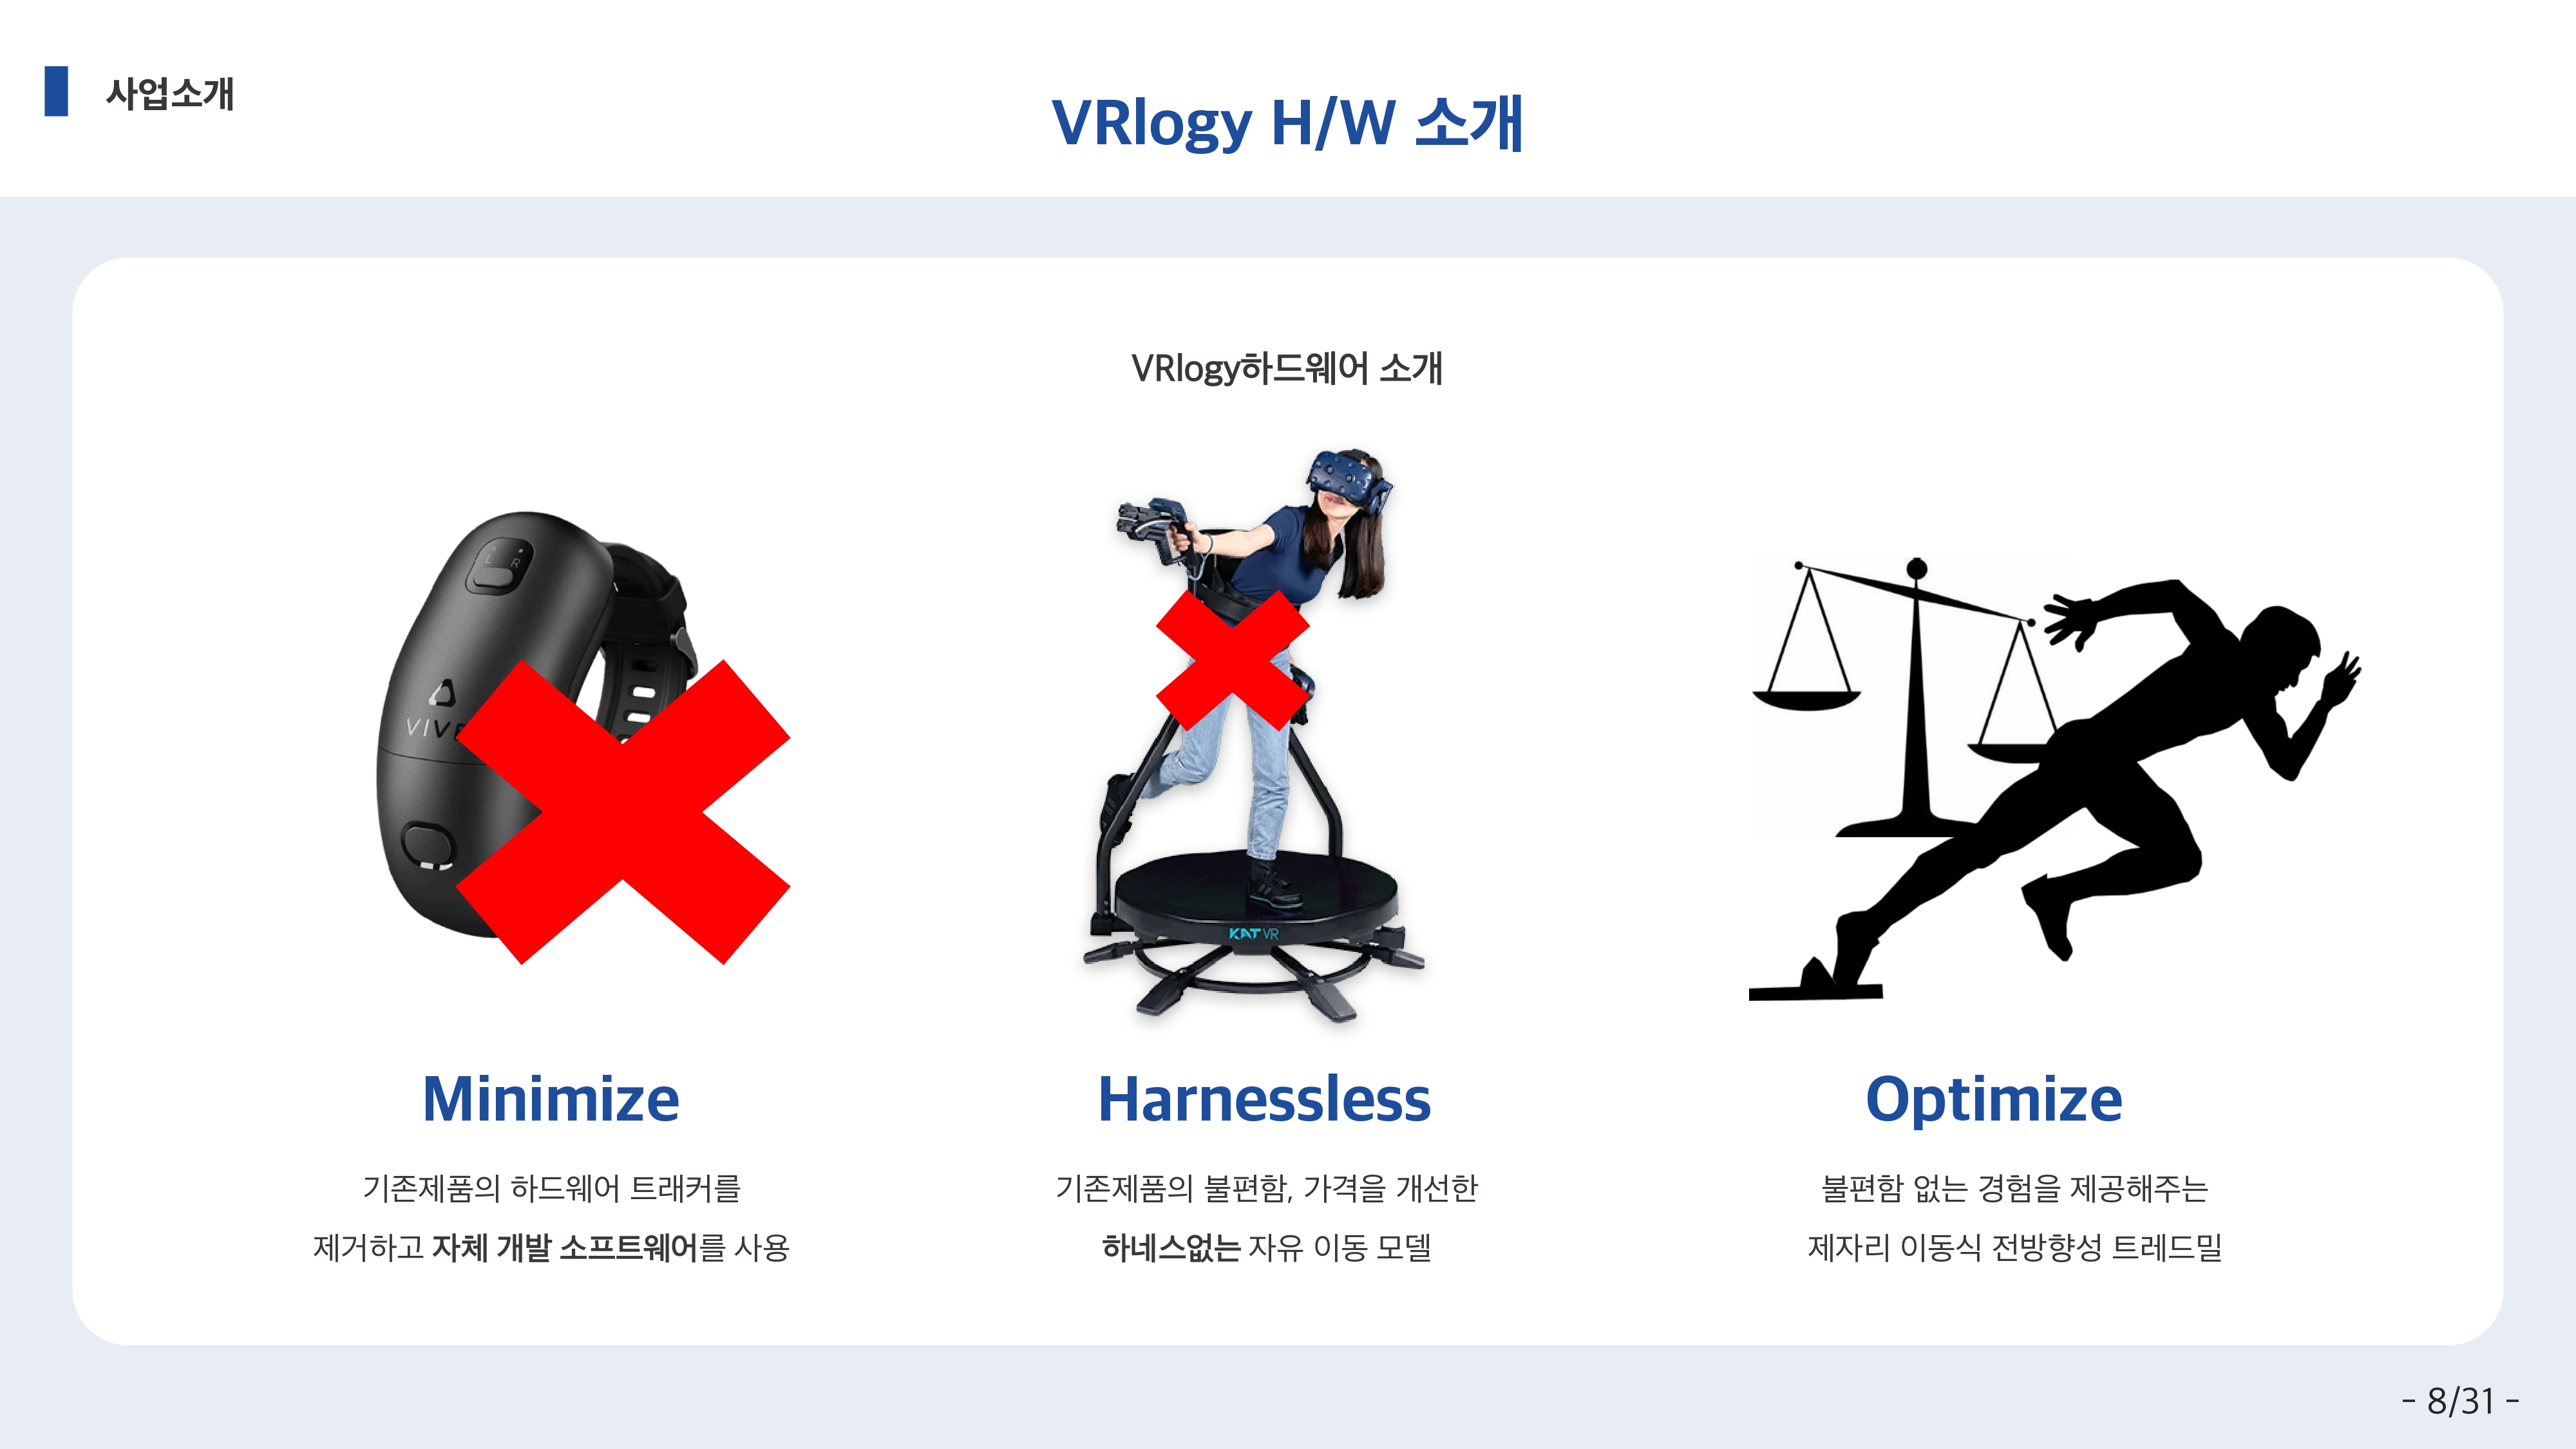 사업소개
VRlogy H/W 소개
VRlogy하드웨어 소개
L R
VIVE
KAT VR
Minimize
Harnessless
Optimize
기존제품의 하드웨어 트래커를
제거하고 자체 개발 소프트웨어를 사용
기존제품의 불편함, 가격을 개선한
하네스없는 자유 이동 모델
불편함 없는 경험을 제공해주는
제자리 이동식 전방향성 트레드밀
- 8/31 -